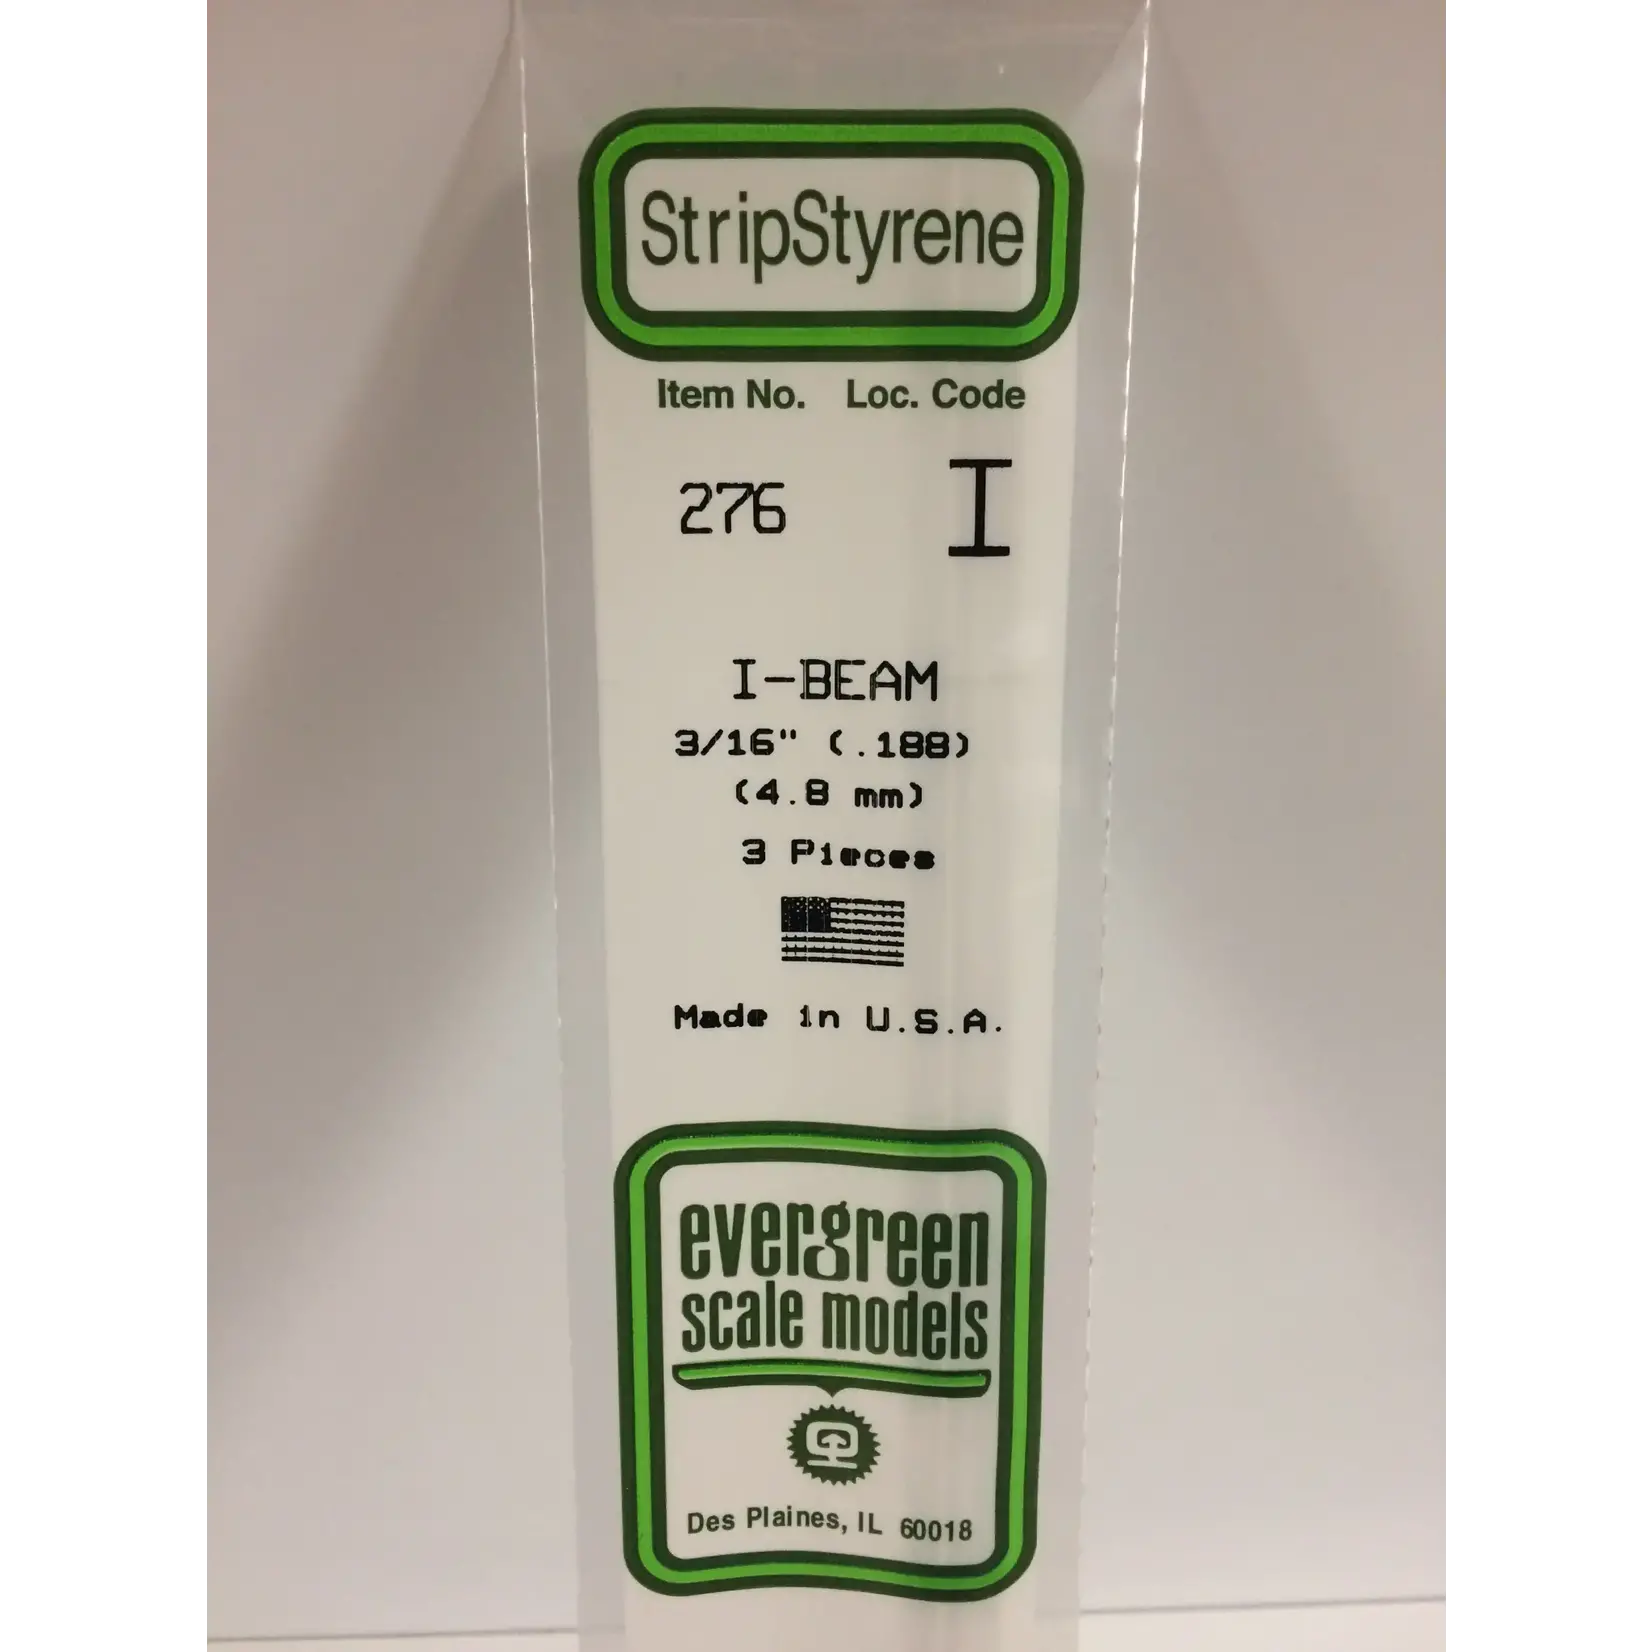 StripStyrene
Item No. Loc. Code
276 I
I-BEAM
3/16" (.188)
(4.8 mm)
3 Pieces
Made in U.S.A.
evergreen
scale models
Des Plaines, IL 60018